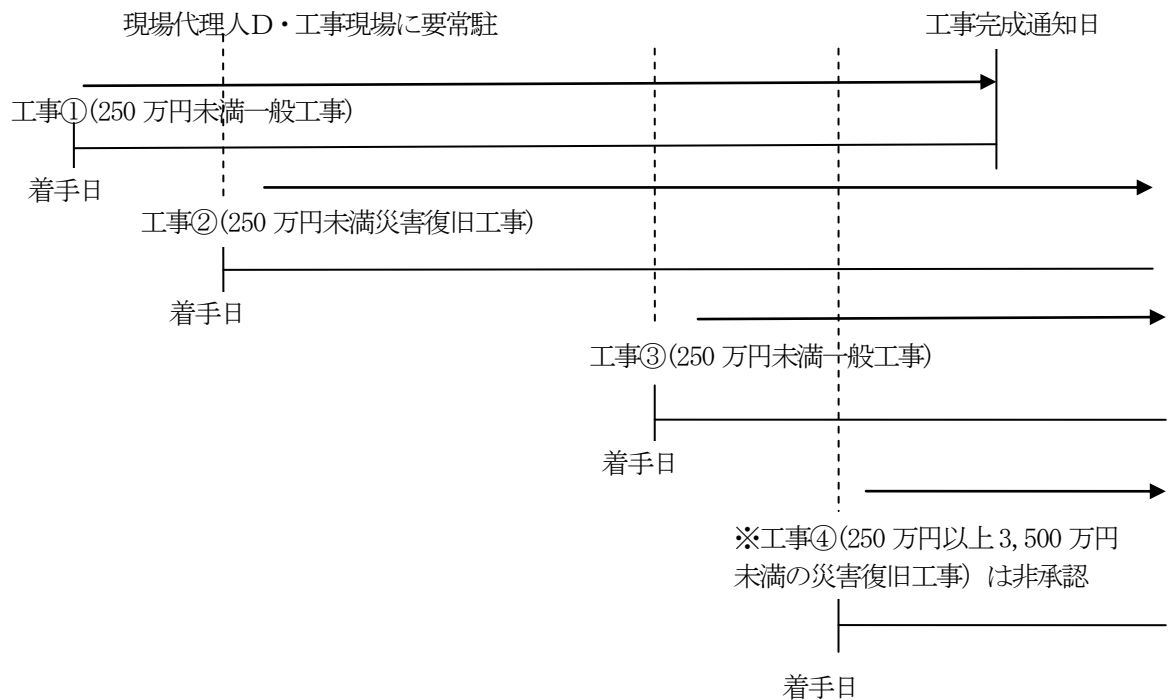 現場代理人D・工事現場に要常駐
工事完成通知日
工事①(250 万円未満一般工事)
着手日
工事②(250 万円未満災害復旧工事)
着手日
工事③(250 万円未満一般工事)
着手日
※工事④(250 万円以上 3,500 万円
未満の災害復旧工事) は非承認
着手日